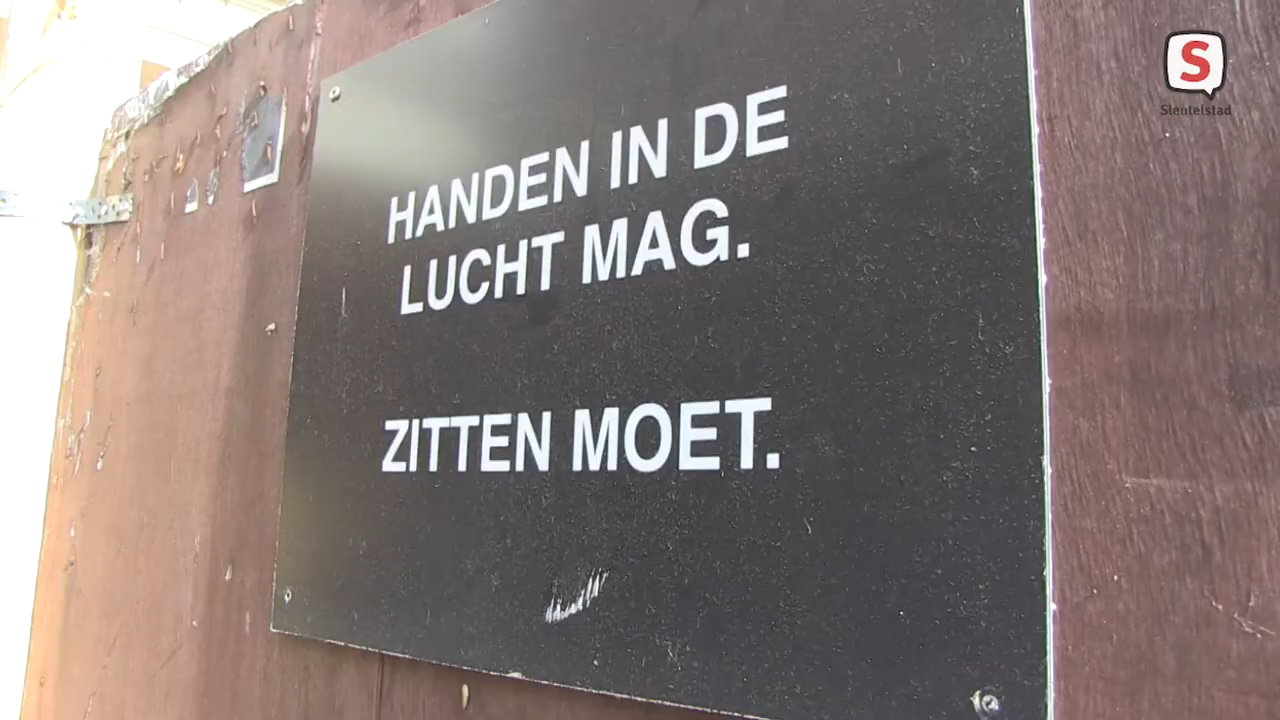 HANDEN IN DE
LUCHT MAG.
ZITTEN MOET.
S
Sleutelstad